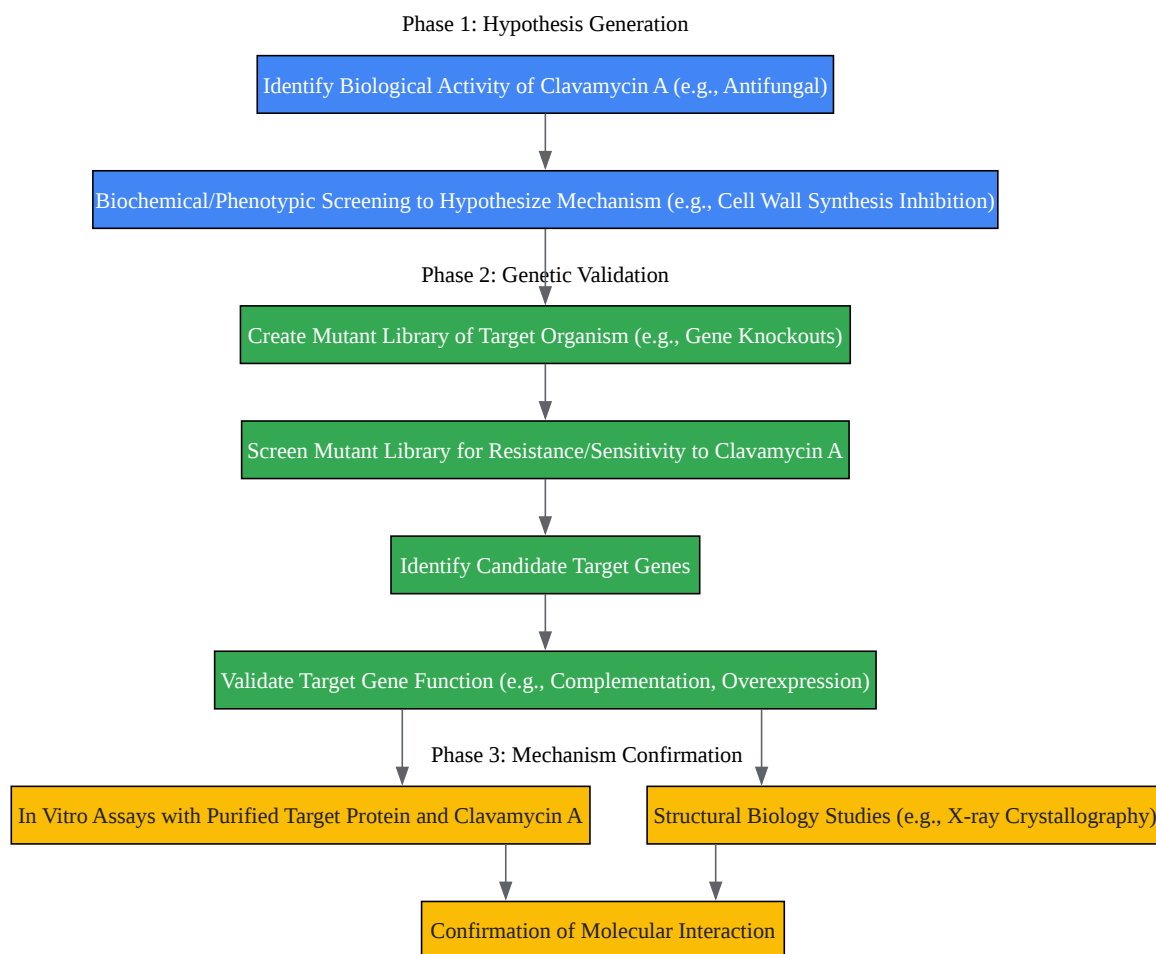 Phase 1: Hypothesis Generation
Identify Biological Activity of Clavamycin A (e.g., Antifungal)
Biochemical/Phenotypic Screening to Hypothesize Mechanism (e.g., Cell Wall Synthesis Inhibition)
Phase 2: Genetic Validation
Create Mutant Library of Target Organism (e.g., Gene Knockouts)
Screen Mutant Library for Resistance/Sensitivity to Clavamycin A
Identify Candidate Target Genes
Validate Target Gene Function (e.g., Complementation, Overexpression)
Phase 3: Mechanism Confirmation
In Vitro Assays with Purified Target Protein and Clavamycin A
Structural Biology Studies (e.g., X-ray Crystallography)
Confirmation of Molecular Interaction